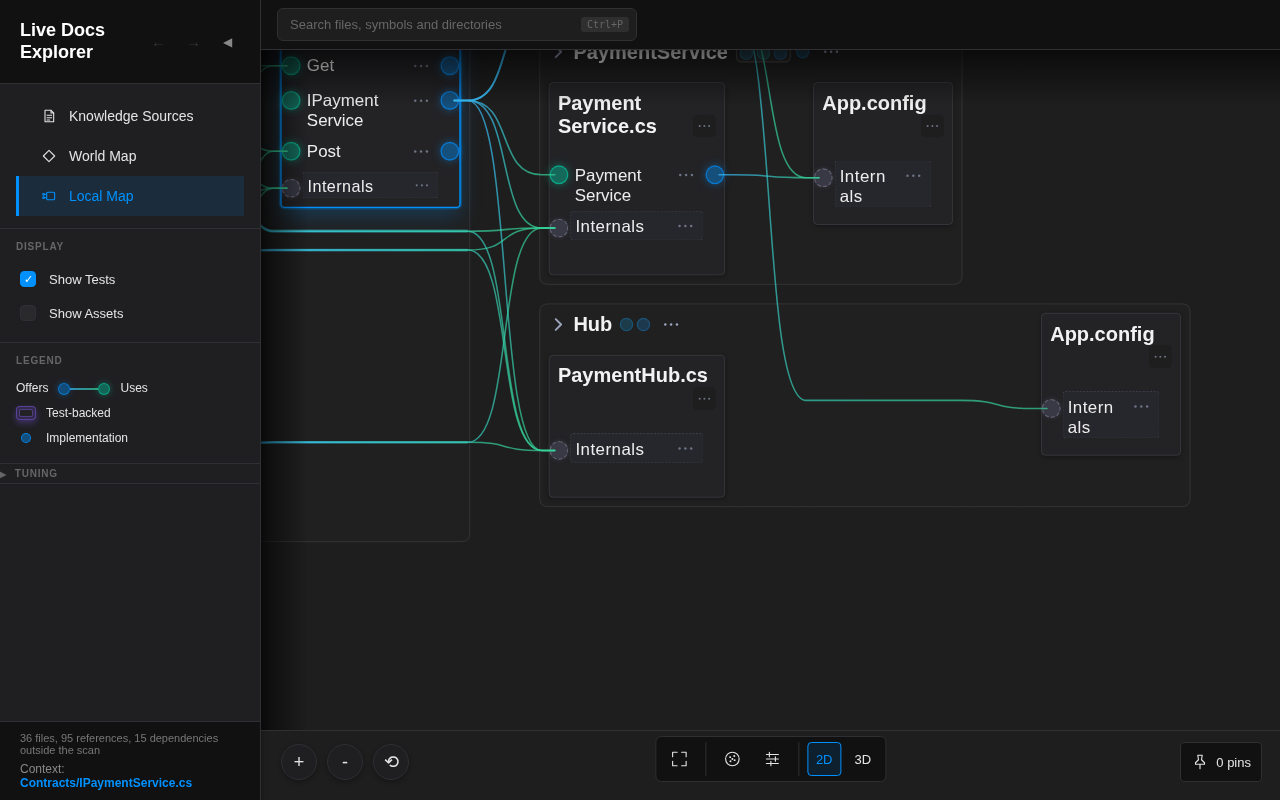 Live Docs
Explorer
Search files, symbols and directories
Ctrl+P
Knowledge Sources
World Map
Local Map
DISPLAY
Show Tests
Show Assets
LEGEND
Offers
Uses
Test-backed
Implementation
TUNING
36 files, 95 references, 15 dependencies
outside the scan
Context:
Contracts/IPaymentService.cs
Get
IPayment
Service
Post
Internals
PaymentService
Payment
Service.cs
Payment
Service
Internals
App.config
Intern
als
Hub
PaymentHub.cs
Internals
App.config
Intern
als
+
-
2D
3D
0 pins